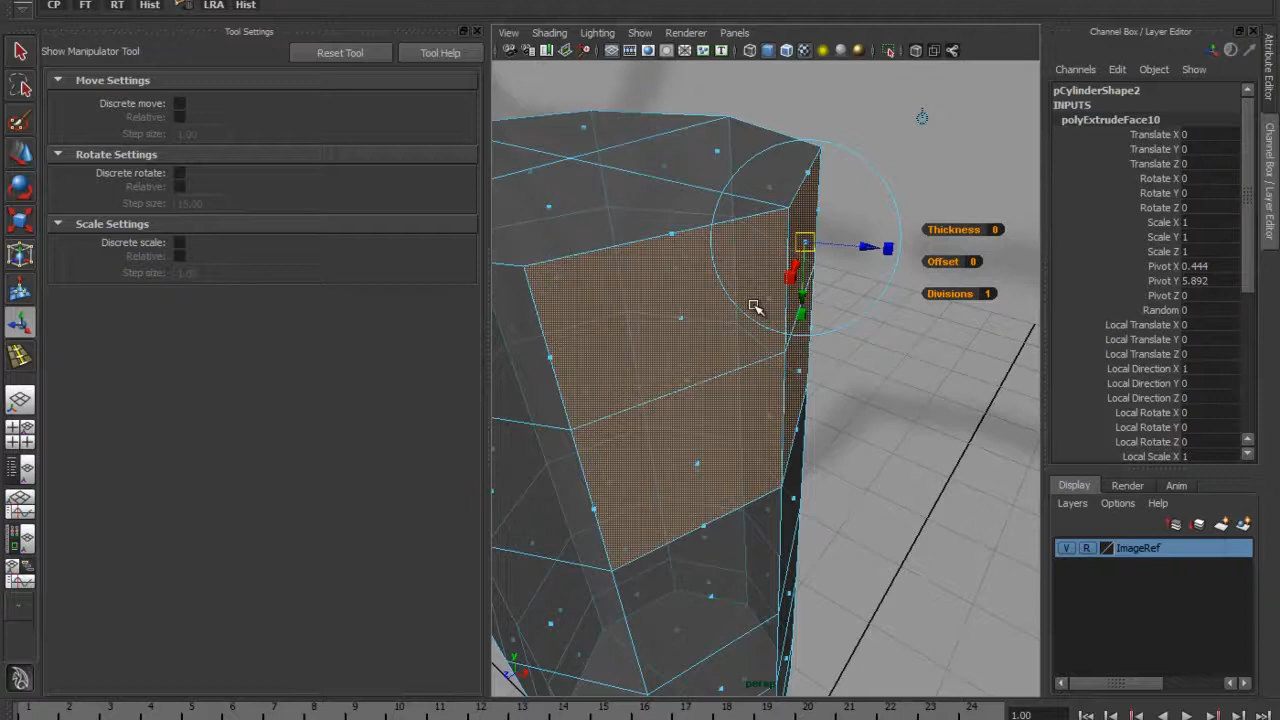 CP FT RT Hist LRA Hist
Tool Settings
Show Manipulator Tool Reset Tool Tool Help
Move Settings
Discrete move:
Relative:
Step size: 1.00
Rotate Settings
Discrete rotate:
Relative:
Step size: 15.00
Scale Settings
Discrete scale:
Relative:
Step size: 1.00
View Shading Lighting Show Renderer Panels
Thickness 0
Offset 0
Divisions 1
y
z x
persp
Channel Box / Layer Editor
Channels Edit Object Show
pCylinderShape2
INPUTS
polyExtrudeFace10
Translate X 0
Translate Y 0
Translate Z 0
Rotate X 0
Rotate Y 0
Rotate Z 0
Scale X 1
Scale Y 1
Scale Z 1
Pivot X 0.444
Pivot Y 5.892
Pivot Z 0
Random 0
Local Translate X 0
Local Translate Y 0
Local Translate Z 0
Local Direction X 1
Local Direction Y 0
Local Direction Z 0
Local Rotate X 0
Local Rotate Y 0
Local Rotate Z 0
Local Scale X 1
Display Render Anim
Layers Options Help
V R ImageRef
Attribute Editor
Channel Box / Layer Editor
1 2 3 4 5 6 7 8 9 10 11 12 13 14 15 16 17 18 19 20 21 22 23 24
1.00